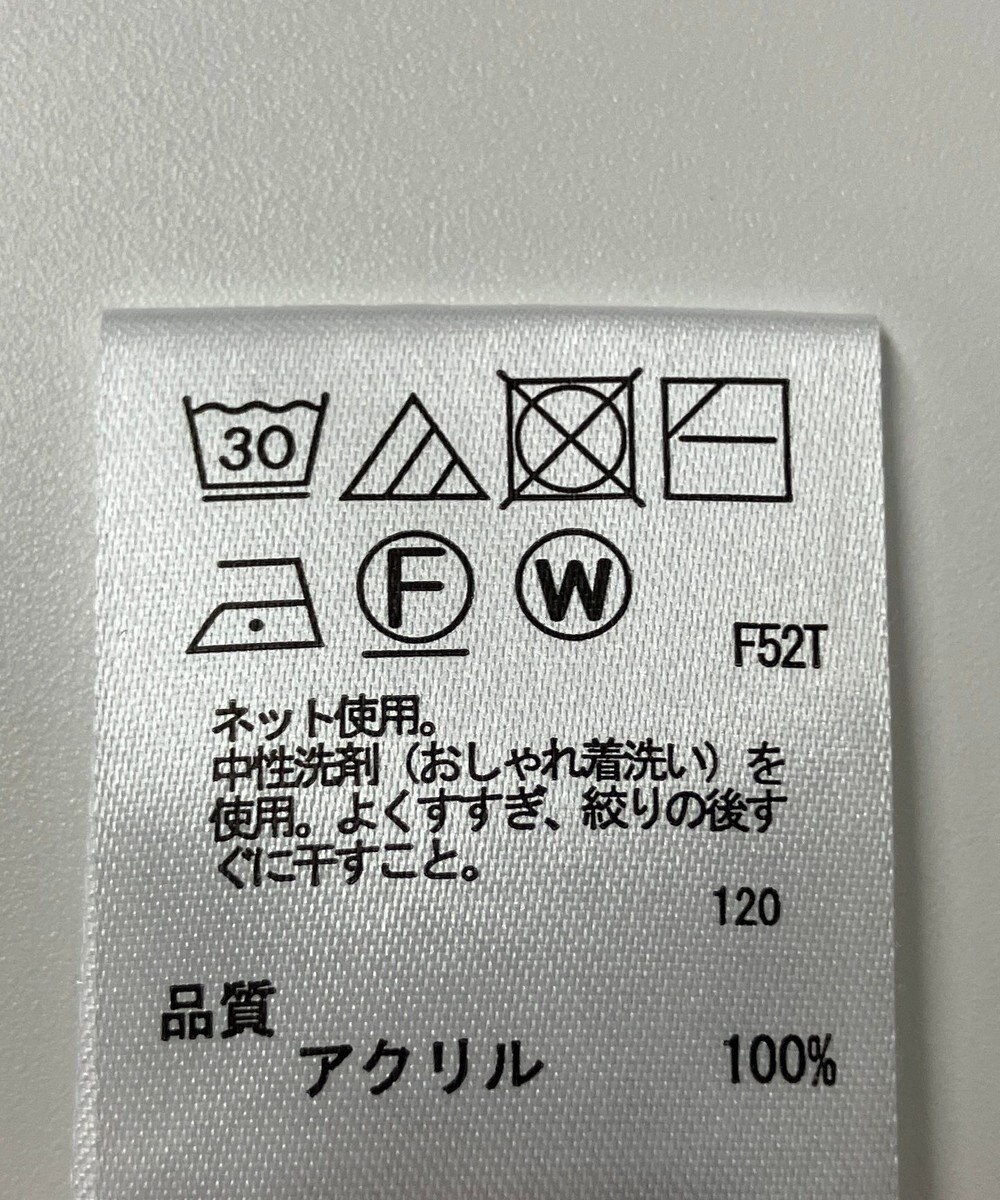 30
F W
F52T
ネット使用。
中性洗剤（おしゃれ着洗い）を
使用。よくすすぎ、絞りの後す
ぐに干すこと。
120
品質
アクリル 100%